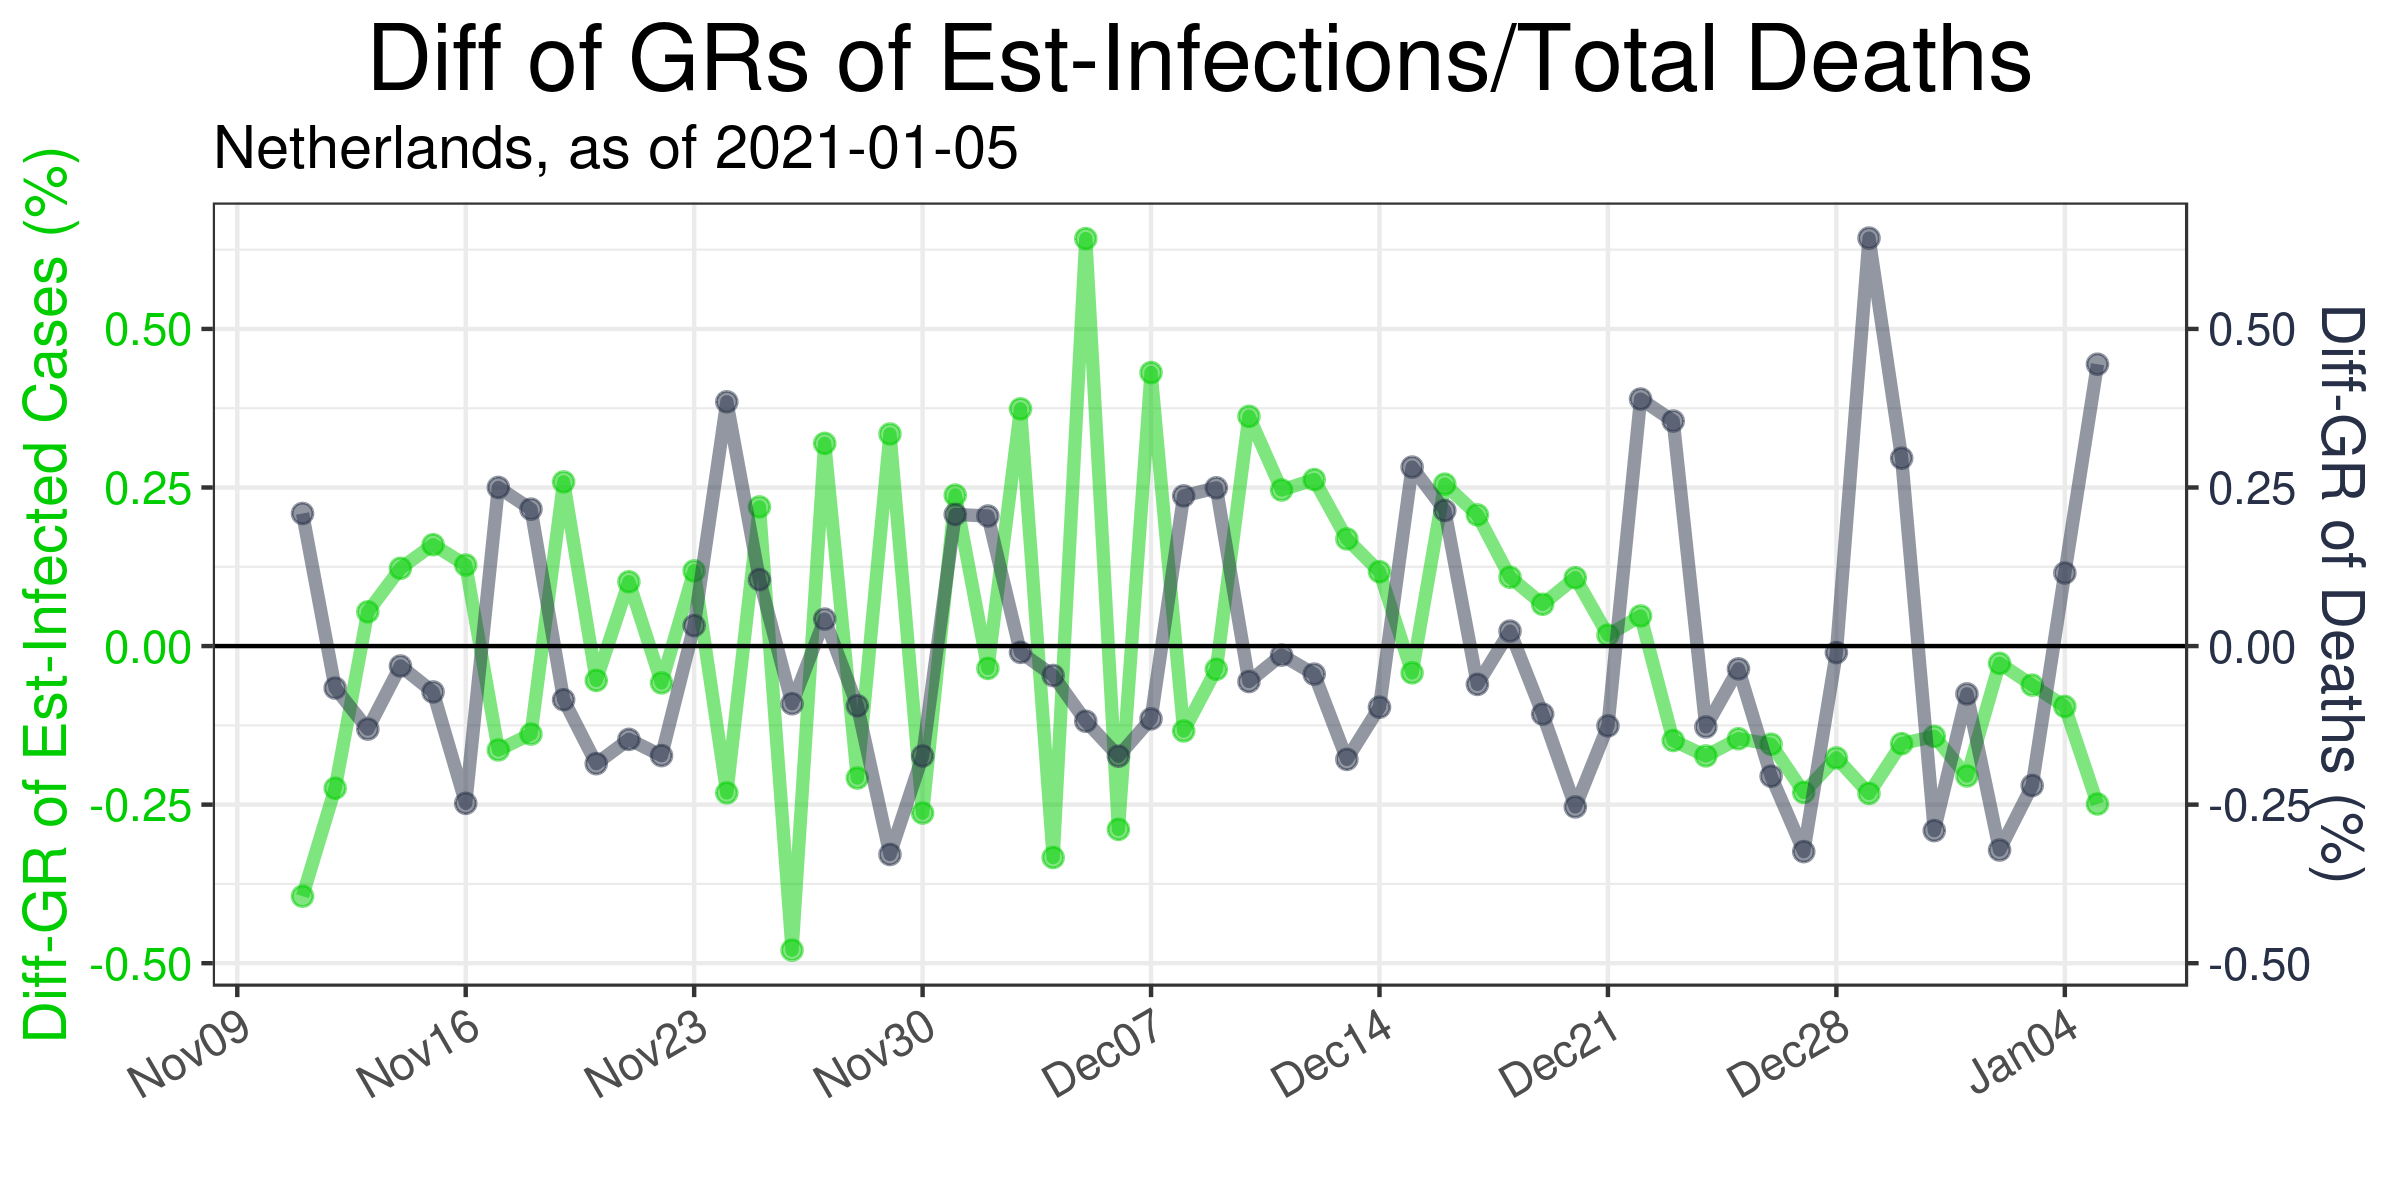 Diff of GRs of Est-Infections/Total Deaths
Netherlands, as of 2021-01-05
Diff-GR of Est-Infected Cases (%)
0.50
0.25
0.00
-0.25
-0.50
0.50
0.25
0.00
-0.25
-0.50
Diff-GR of Deaths (%)
Nov09 Nov16 Nov23 Nov30 Dec07 Dec14 Dec21 Dec28 Jan04